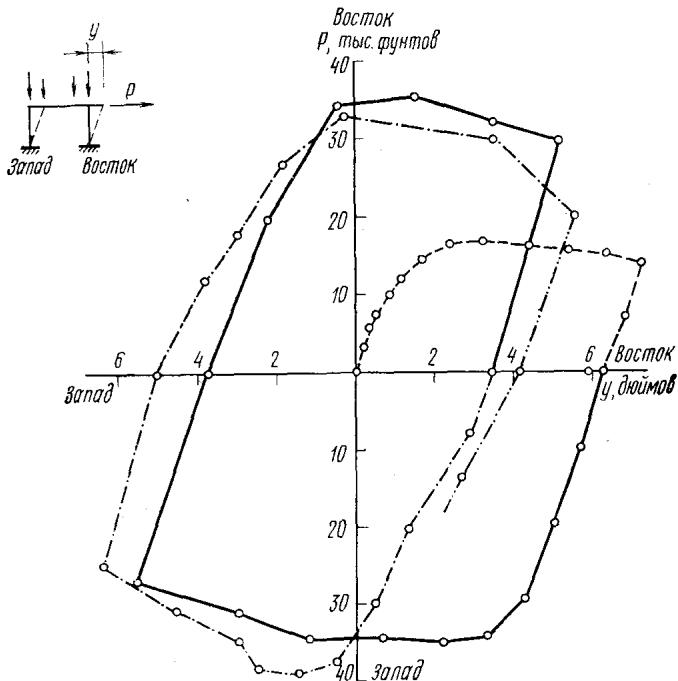 Восток
P, тыс. фунтов
y
P
Запад
Восток
40
30
20
10
6
4
2
2
4
6
Восток
Запад
y, дюймов
10
20
30
40
Запад